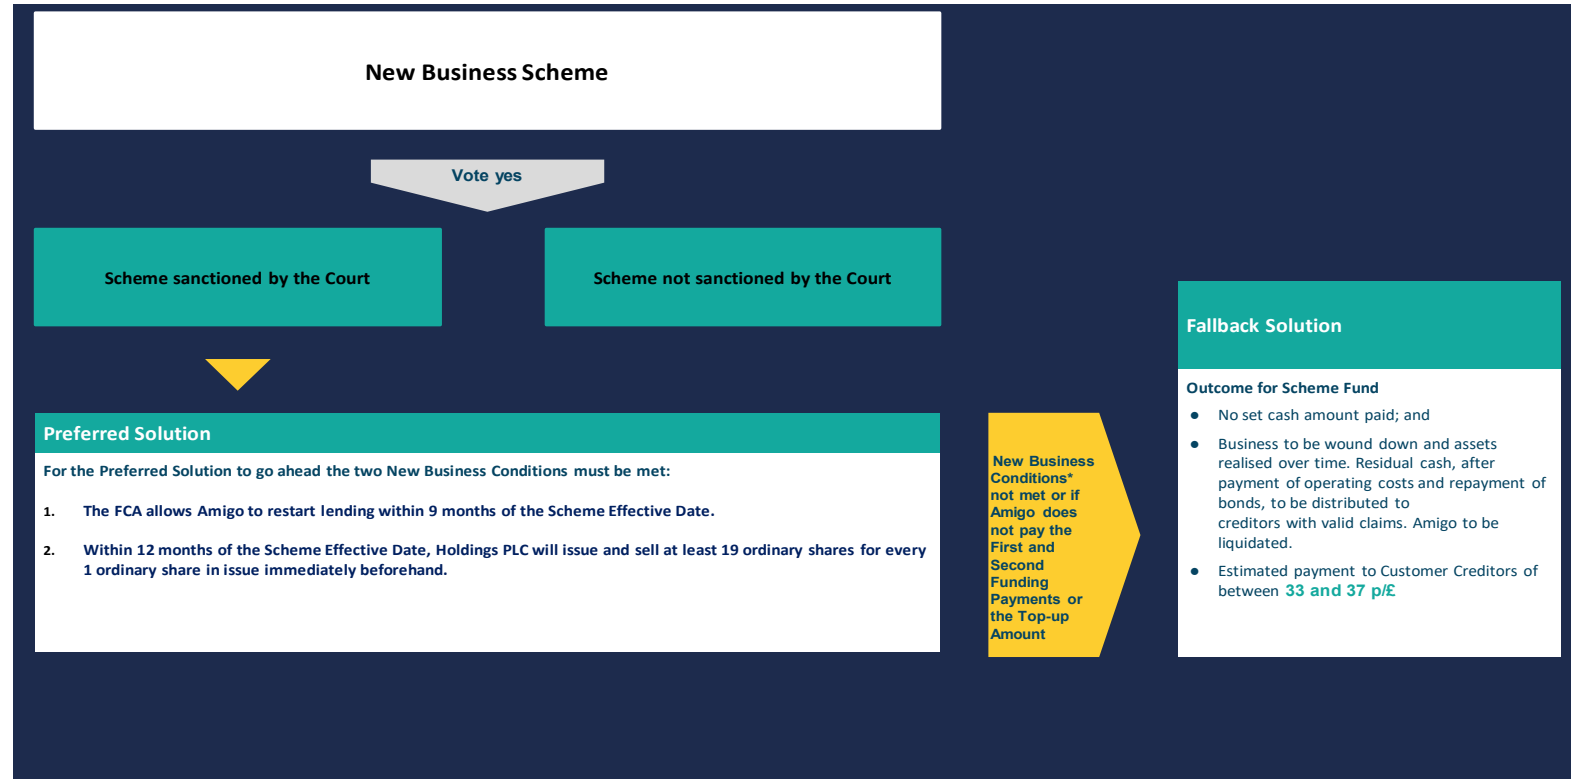 New Business Scheme
Vote yes
Scheme sanctioned by the Court
Scheme not sanctioned by the Court
Preferred Solution
For the Preferred Solution to go ahead the two New Business Conditions must be met:
1. The FCA allows Amigo to restart lending within 9 months of the Scheme Effective Date.
2. Within 12 months of the Scheme Effective Date, Holdings PLC will issue and sell at least 19 ordinary shares for every
1 ordinary share in issue immediately beforehand.
New Business
Conditions*
not met or if
Amigo does
not pay the
First and
Second
Funding
Payments or
the Top-up
Amount
Fallback Solution
Outcome for Scheme Fund
● No set cash amount paid; and
● Business to be wound down and assets
realised over time. Residual cash, after
payment of operating costs and repayment of
bonds, to be distributed to
creditors with valid claims. Amigo to be
liquidated.
● Estimated payment to Customer Creditors of
between 33 and 37 p/£